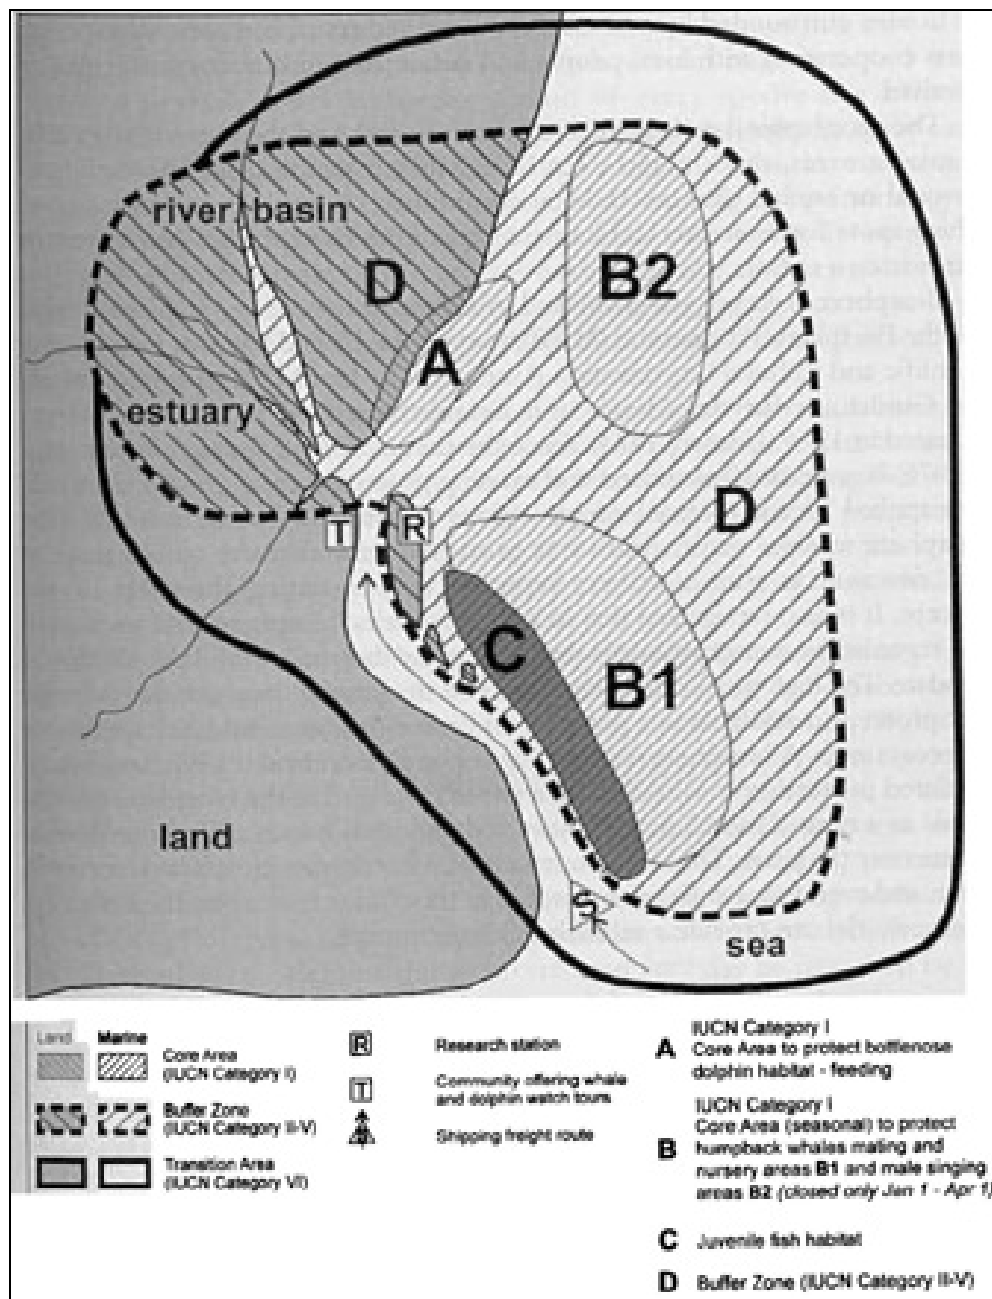 river basin
D
B2
A
estuary
D
T
R
C
B1
land
S
sea
Land
Marine
Core Area
(IUCN Category I)
Buffer Zone
(IUCN Category II-V)
Transition Area
(IUCN Category VI)
R
Research station
T
Community offering whale
and dolphin watch tours
Shipping freight route
A
IUCN Category I
Core Area to protect bottlenose
dolphin habitat - feeding
B
IUCN Category I
Core Area (seasonal) to protect
humpback whales mating and
nursery areas B1 and male singing
areas B2 (closed only Jan 1 - Apr 1)
C
Juvenile fish habitat
D
Buffer Zone (IUCN Category II-V)